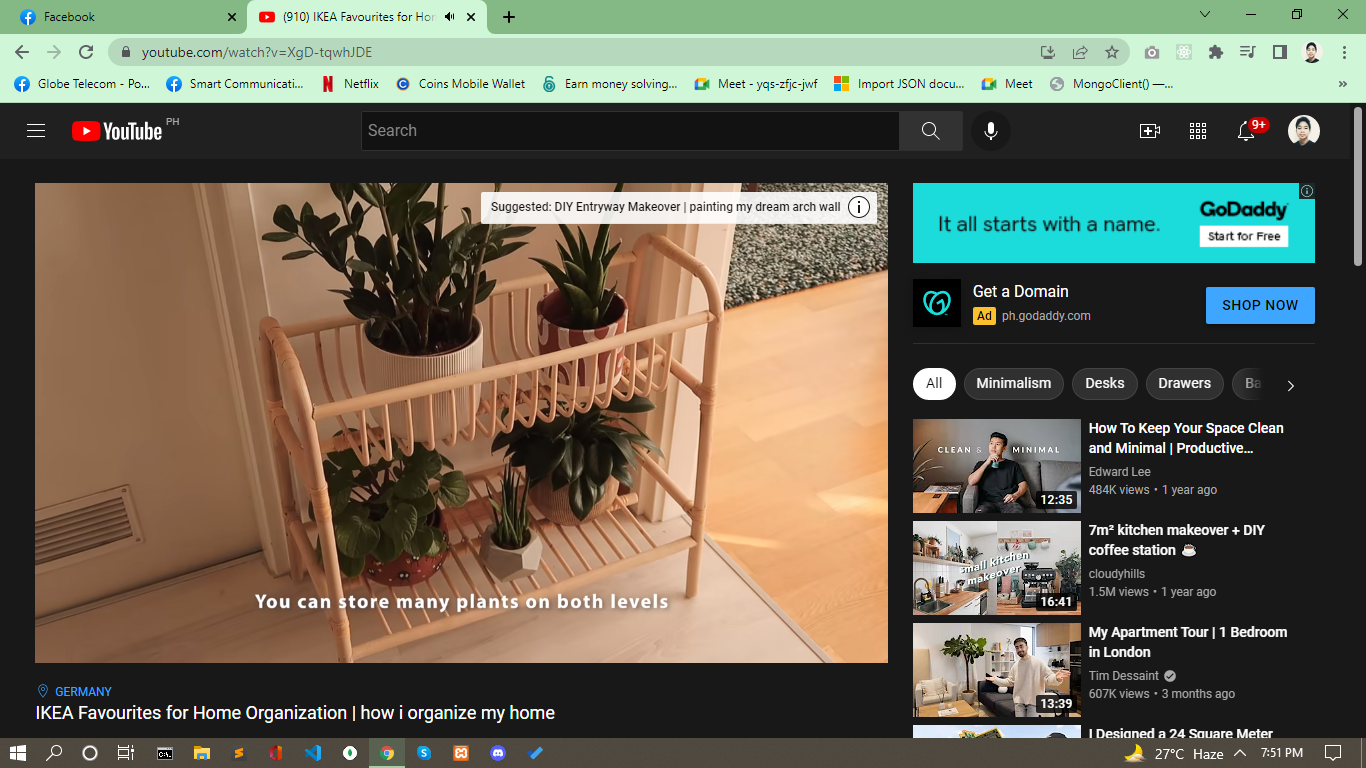 Facebook
(910) IKEA Favourites for Hor
youtube.com/watch?v=XgD-tqwhJDE
Globe Telecom - Po...
Smart Communicati...
Netflix
Coins Mobile Wallet
Earn money solving...
Meet - yqs-zfjc-jwf
Import JSON docu...
Meet
MongoClient() —...
YouTube PH
Search
9+
Suggested: DIY Entryway Makeover | painting my dream arch wall
You can store many plants on both levels
GERMANY
IKEA Favourites for Home Organization | how i organize my home
It all starts with a name.
GoDaddy
Start for Free
Get a Domain
Ad ph.godaddy.com
SHOP NOW
All
Minimalism
Desks
Drawers
Ba
CLEAN & MINIMAL
12:35
How To Keep Your Space Clean
and Minimal | Productive...
Edward Lee
484K views • 1 year ago
small kitchen
makeover
16:41
7m² kitchen makeover + DIY
coffee station ☕
cloudyhills
1.5M views • 1 year ago
13:39
My Apartment Tour | 1 Bedroom
in London
Tim Dessaint
607K views • 3 months ago
I Designed a 24 Square Meter
27°C Haze
7:51 PM